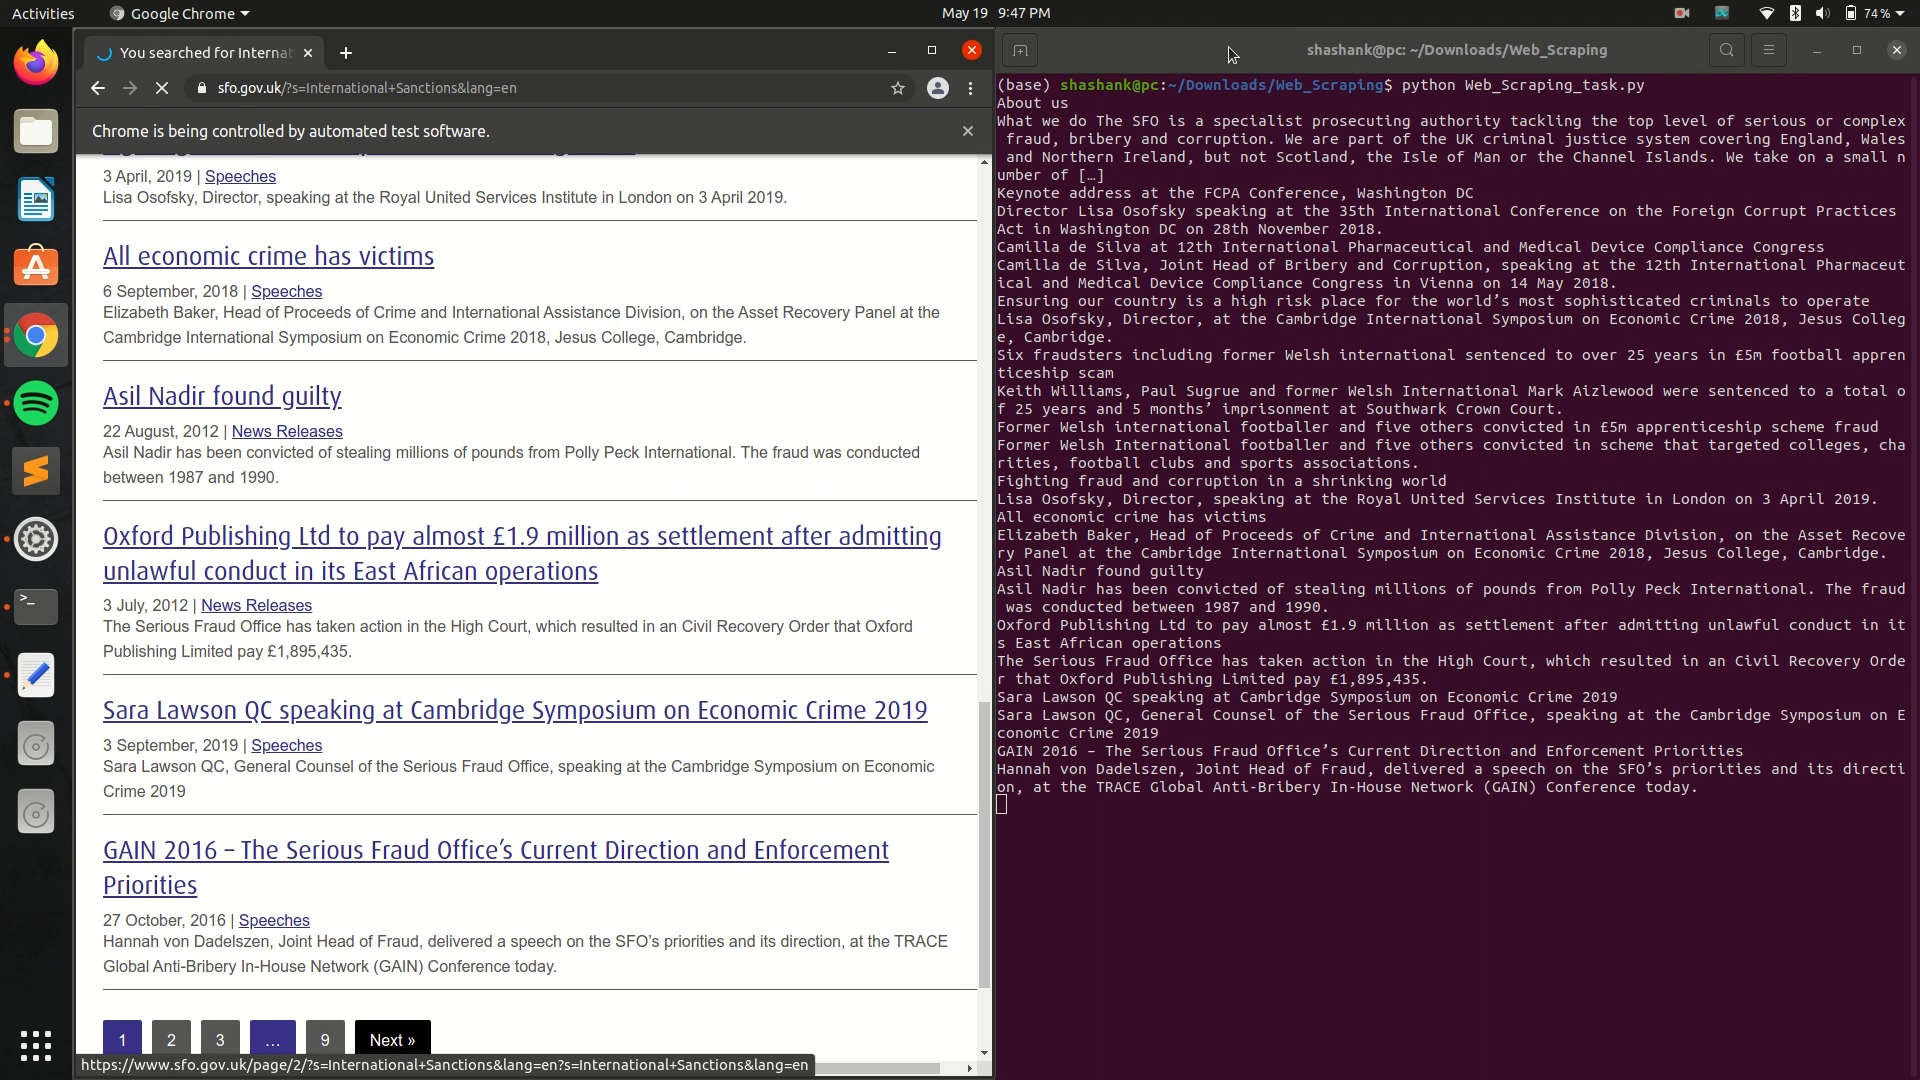 Activities
Google Chrome
May 19 9:47 PM
74%
You searched for Internat
sfo.gov.uk/?s=International+Sanctions&lang=en
Chrome is being controlled by automated test software.
3 April, 2019 | Speeches
Lisa Osofsky, Director, speaking at the Royal United Services Institute in London on 3 April 2019.
All economic crime has victims
6 September, 2018 | Speeches
Elizabeth Baker, Head of Proceeds of Crime and International Assistance Division, on the Asset Recovery Panel at the
Cambridge International Symposium on Economic Crime 2018, Jesus College, Cambridge.
Asil Nadir found guilty
22 August, 2012 | News Releases
Asil Nadir has been convicted of stealing millions of pounds from Polly Peck International. The fraud was conducted
between 1987 and 1990.
Oxford Publishing Ltd to pay almost £1.9 million as settlement after admitting
unlawful conduct in its East African operations
3 July, 2012 | News Releases
The Serious Fraud Office has taken action in the High Court, which resulted in an Civil Recovery Order that Oxford
Publishing Limited pay £1,895,435.
Sara Lawson QC speaking at Cambridge Symposium on Economic Crime 2019
3 September, 2019 | Speeches
Sara Lawson QC, General Counsel of the Serious Fraud Office, speaking at the Cambridge Symposium on Economic
Crime 2019
GAIN 2016 – The Serious Fraud Office’s Current Direction and Enforcement
Priorities
27 October, 2016 | Speeches
Hannah von Dadelszen, Joint Head of Fraud, delivered a speech on the SFO’s priorities and its direction, at the TRACE
Global Anti-Bribery In-House Network (GAIN) Conference today.
1 2 3 … 9 Next »
https://www.sfo.gov.uk/page/2/?s=International+Sanctions&lang=en?s=International+Sanctions&lang=en
shashank@pc: ~/Downloads/Web_Scraping
(base) shashank@pc:~/Downloads/Web_Scraping$ python Web_Scraping_task.py
About us
What we do The SFO is a specialist prosecuting authority tackling the top level of serious or complex
fraud, bribery and corruption. We are part of the UK criminal justice system covering England, Wales
and Northern Ireland, but not Scotland, the Isle of Man or the Channel Islands. We take on a small n
umber of […]
Keynote address at the FCPA Conference, Washington DC
Director Lisa Osofsky speaking at the 35th International Conference on the Foreign Corrupt Practices
Act in Washington DC on 28th November 2018.
Camilla de Silva at 12th International Pharmaceutical and Medical Device Compliance Congress
Camilla de Silva, Joint Head of Bribery and Corruption, speaking at the 12th International Pharmaceut
ical and Medical Device Compliance Congress in Vienna on 14 May 2018.
Ensuring our country is a high risk place for the world’s most sophisticated criminals to operate
Lisa Osofsky, Director, at the Cambridge International Symposium on Economic Crime 2018, Jesus Colleg
e, Cambridge.
Six fraudsters including former Welsh international sentenced to over 25 years in £5m football appren
ticeship scam
Keith Williams, Paul Sugrue and former Welsh International Mark Aizlewood were sentenced to a total o
f 25 years and 5 months’ imprisonment at Southwark Crown Court.
Former Welsh international footballer and five others convicted in £5m apprenticeship scheme fraud
Former Welsh International footballer and five others convicted in scheme that targeted colleges, cha
rities, football clubs and sports associations.
Fighting fraud and corruption in a shrinking world
Lisa Osofsky, Director, speaking at the Royal United Services Institute in London on 3 April 2019.
All economic crime has victims
Elizabeth Baker, Head of Proceeds of Crime and International Assistance Division, on the Asset Recove
ry Panel at the Cambridge International Symposium on Economic Crime 2018, Jesus College, Cambridge.
Asil Nadir found guilty
Asil Nadir has been convicted of stealing millions of pounds from Polly Peck International. The fraud
was conducted between 1987 and 1990.
Oxford Publishing Ltd to pay almost £1.9 million as settlement after admitting unlawful conduct in it
s East African operations
The Serious Fraud Office has taken action in the High Court, which resulted in an Civil Recovery Orde
r that Oxford Publishing Limited pay £1,895,435.
Sara Lawson QC speaking at Cambridge Symposium on Economic Crime 2019
Sara Lawson QC, General Counsel of the Serious Fraud Office, speaking at the Cambridge Symposium on E
conomic Crime 2019
GAIN 2016 – The Serious Fraud Office’s Current Direction and Enforcement Priorities
Hannah von Dadelszen, Joint Head of Fraud, delivered a speech on the SFO’s priorities and its directi
on, at the TRACE Global Anti-Bribery In-House Network (GAIN) Conference today.